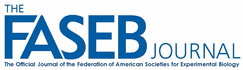 THE
FASEB JOURNAL
The Official Journal of the Federation of American Societies for Experimental Biology